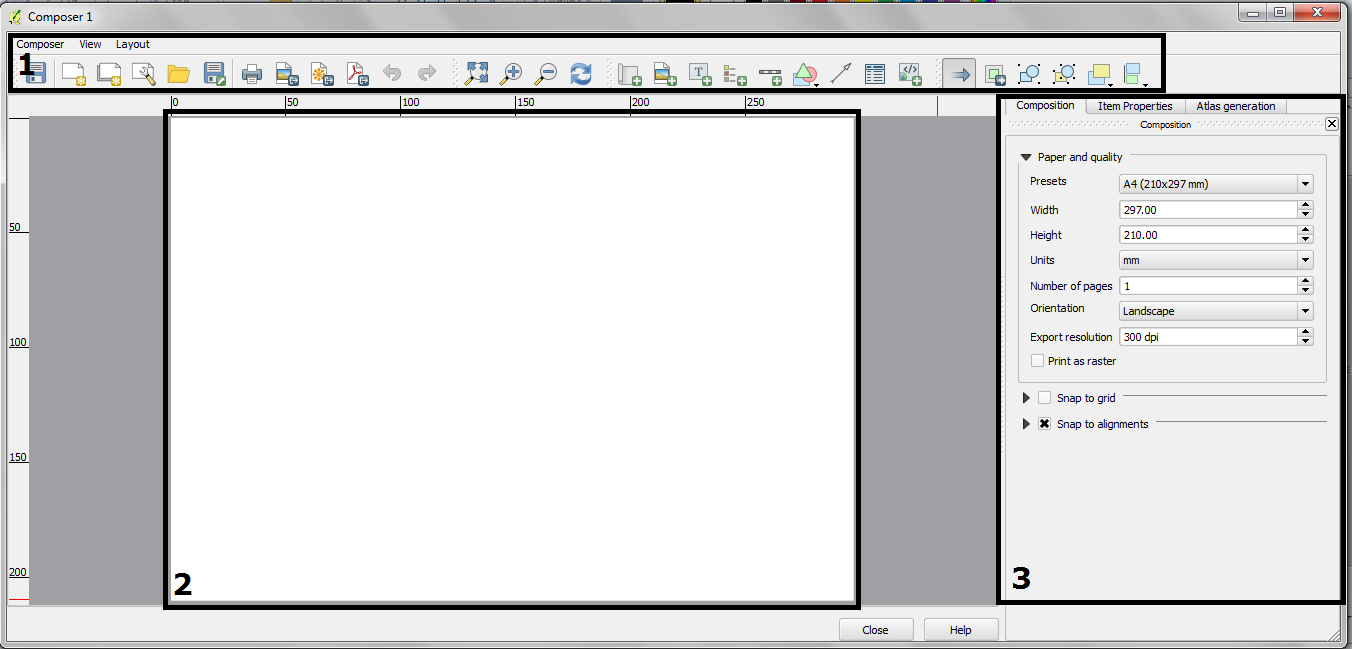 Composer 1
Composer View Layout
1
0 50 100 150 200 250
50
100
150
200
2
Composition Item Properties Atlas generation
Composition
Paper and quality
Presets A4 (210x297 mm)
Width 297.00
Height 210.00
Units mm
Number of pages 1
Orientation Landscape
Export resolution 300 dpi
Print as raster
Snap to grid
Snap to alignments
3
Close Help